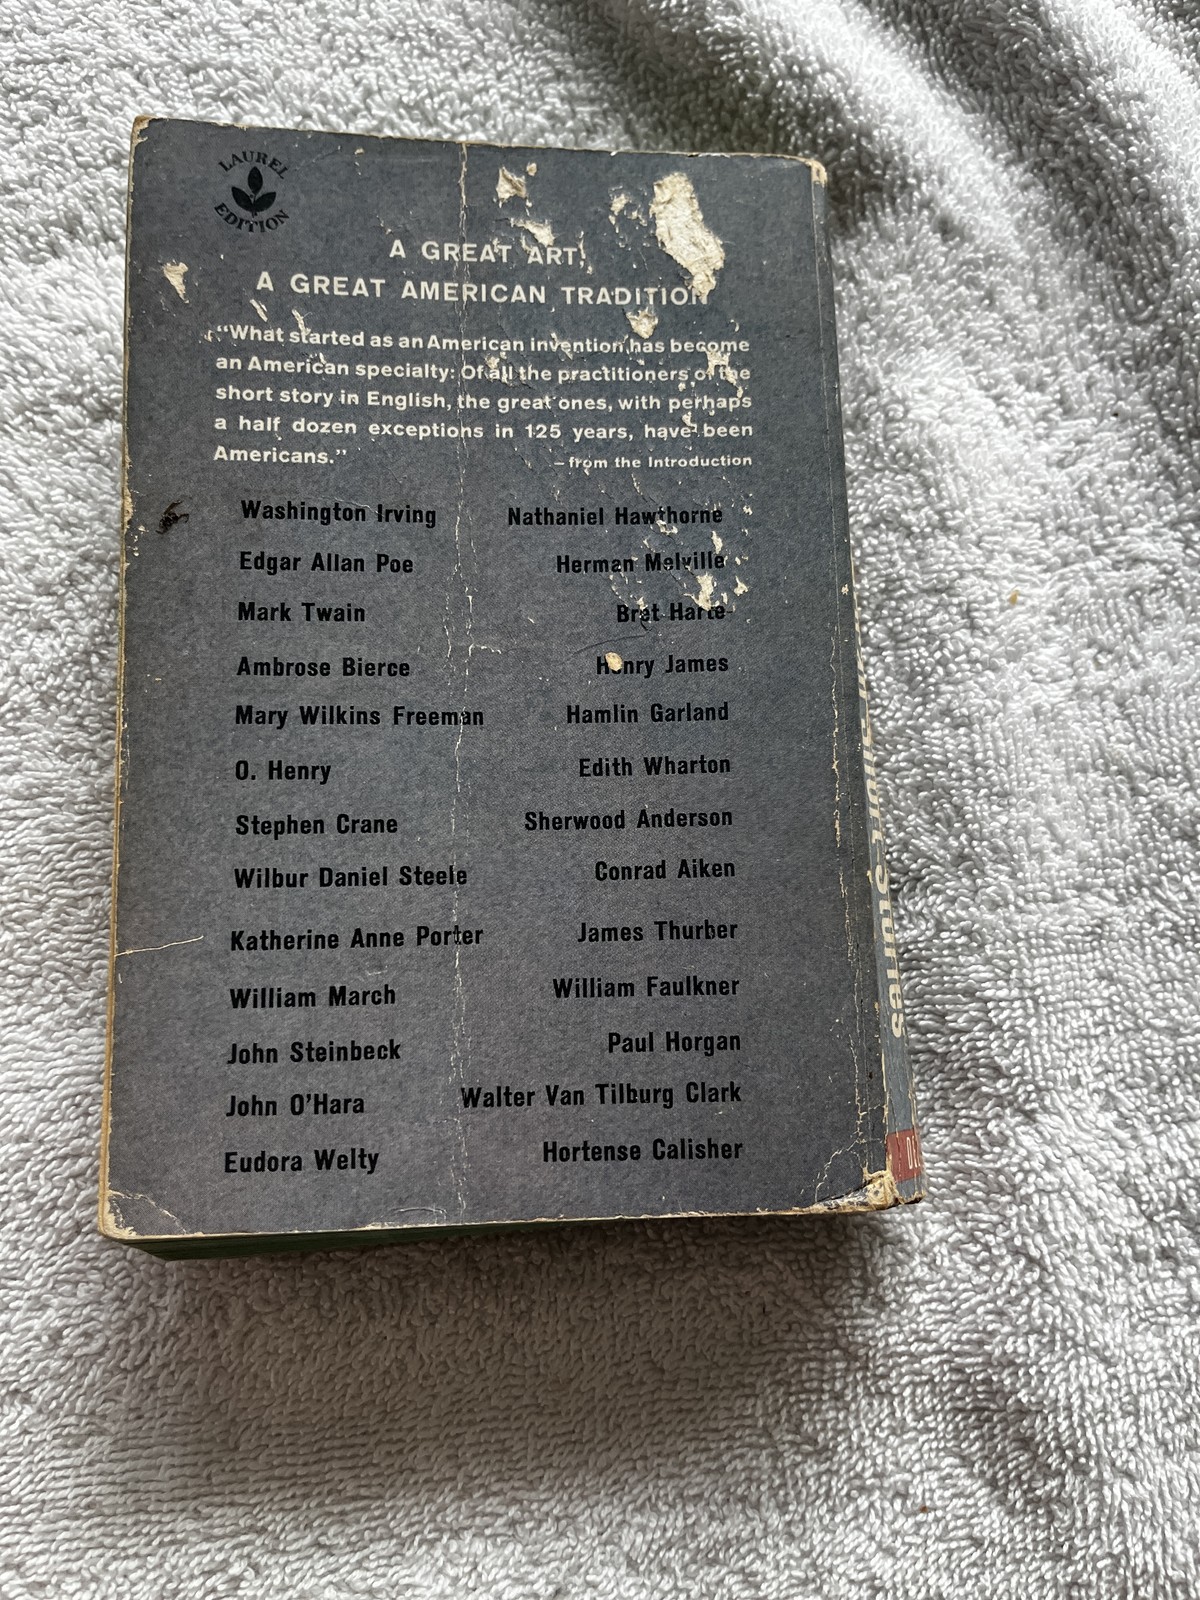 LAUREL
EDITION
A GREAT ART,
A GREAT AMERICAN TRADITION
"What started as an American invention has become
an American specialty: Of all the practitioners of the
short story in English, the great ones, with perhaps
a half dozen exceptions in 125 years, have been
Americans."
– from the Introduction
Washington Irving Nathaniel Hawthorne
Edgar Allan Poe Herman Melville
Mark Twain Bret Harte
Ambrose Bierce Henry James
Mary Wilkins Freeman Hamlin Garland
O. Henry Edith Wharton
Stephen Crane Sherwood Anderson
Wilbur Daniel Steele Conrad Aiken
Katherine Anne Porter James Thurber
William March William Faulkner
John Steinbeck Paul Horgan
John O'Hara Walter Van Tilburg Clark
Eudora Welty Hortense Calisher
Short Stories